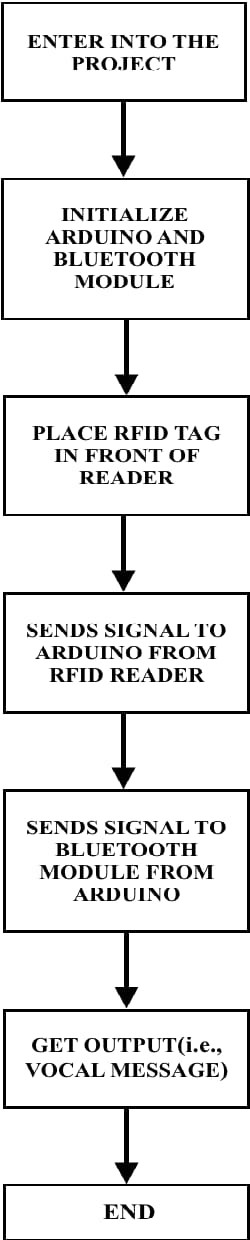 ENTER INTO THE
PROJECT
INITIALIZE
ARDUINO AND
BLUETOOTH
MODULE
PLACE RFID TAG
IN FRONT OF
READER
SENDS SIGNAL TO
ARDUINO FROM
RFID READER
SENDS SIGNAL TO
BLUETOOTH
MODULE FROM
ARDUINO
GET OUTPUT(i.e.,
VOCAL MESSAGE)
END